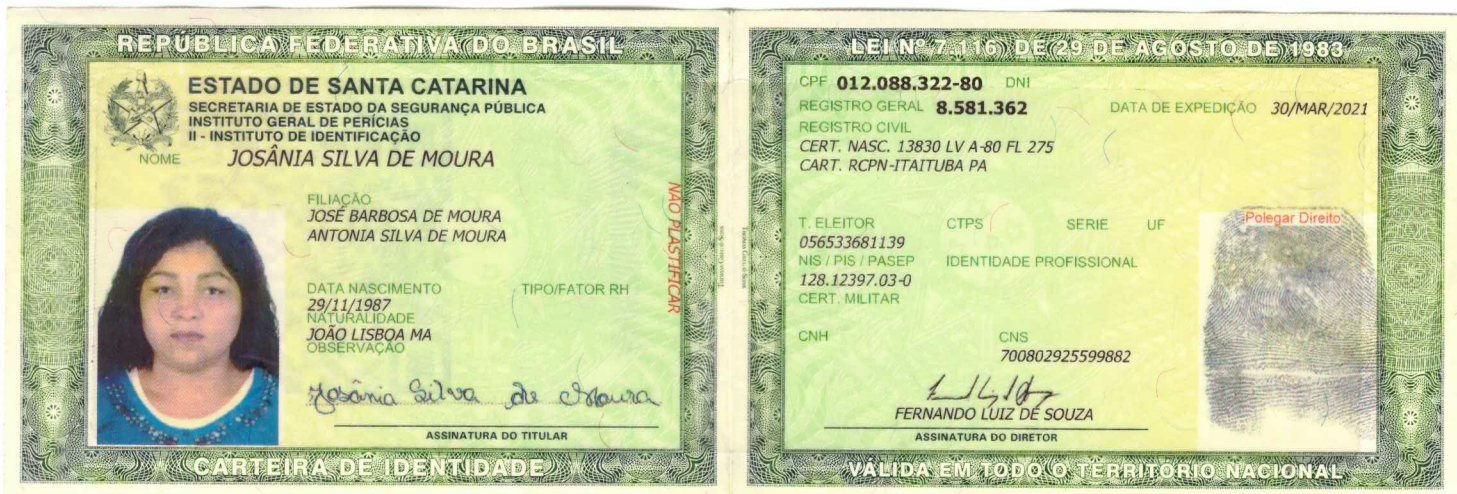 REPÚBLICA FEDERATIVA DO BRASIL
ESTADO DE SANTA CATARINA
SECRETARIA DE ESTADO DA SEGURANÇA PÚBLICA
INSTITUTO GERAL DE PERÍCIAS
II - INSTITUTO DE IDENTIFICAÇÃO
NOME JOSÂNIA SILVA DE MOURA
FILIAÇÃO
JOSÉ BARBOSA DE MOURA
ANTONIA SILVA DE MOURA
DATA NASCIMENTO TIPO/FATOR RH
29/11/1987
NATURALIDADE
JOÃO LISBOA MA
OBSERVAÇÃO
Josânia Silva de Moura
ASSINATURA DO TITULAR
NÃO PLASTIFICAR
CARTEIRA DE IDENTIDADE
LEI Nº 7.116 DE 29 DE AGOSTO DE 1983
CPF 012.088.322-80 DNI
REGISTRO GERAL 8.581.362 DATA DE EXPEDIÇÃO 30/MAR/2021
REGISTRO CIVIL
CERT. NASC. 13830 LV A-80 FL 275
CART. RCPN-ITAITUBA PA
T. ELEITOR CTPS SERIE UF
056533681139
NIS / PIS / PASEP IDENTIDADE PROFISSIONAL
128.12397.03-0
CERT. MILITAR
CNH CNS
700802925599882
Polegar Direito
FERNANDO LUIZ DE SOUZA
ASSINATURA DO DIRETOR
VÁLIDA EM TODO O TERRITÓRIO NACIONAL